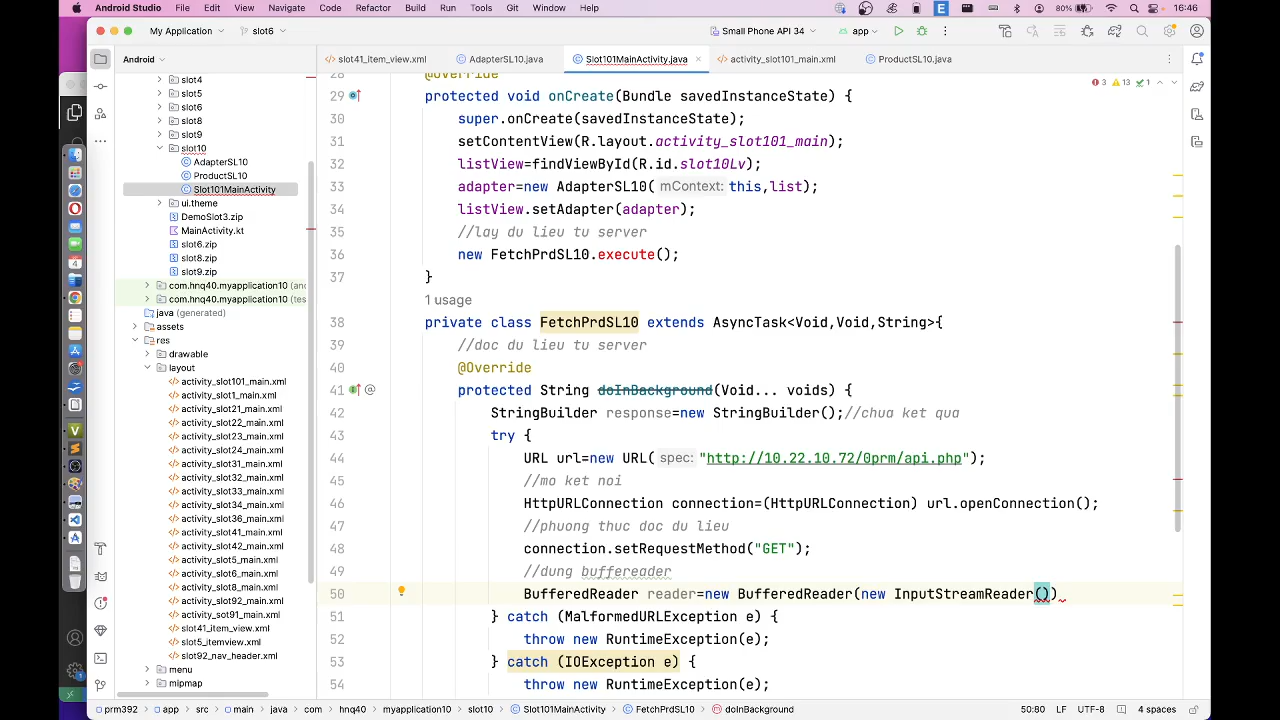 Android Studio File Edit View Navigate Code Refactor Build Run Tools Git Window Help 80% 16:46
My Application slot6 Small Phone API 34 app
Android slot41_item_view.xml AdapterSL10.java Slot101MainActivity.java activity_slot101_main.xml ProductSL10.java
slot4
slot5
slot6
slot8
slot9
slot10
AdapterSL10
ProductSL10
Slot101MainActivity
ui.theme
DemoSlot3.zip
MainActivity.kt
slot6.zip
slot8.zip
slot9.zip
com.hnq40.myapplication10 (and
com.hnq40.myapplication10 (tes
java (generated)
assets
res
drawable
layout
activity_slot101_main.xml
activity_slot1_main.xml
activity_slot21_main.xml
activity_slot22_main.xml
activity_slot23_main.xml
activity_slot24_main.xml
activity_slot31_main.xml
activity_slot32_main.xml
activity_slot33_main.xml
activity_slot34_main.xml
activity_slot36_main.xml
activity_slot41_main.xml
activity_slot42_main.xml
activity_slot5_main.xml
activity_slot6_main.xml
activity_slot8_main.xml
activity_slot92_main.xml
activity_sot91_main.xml
slot41_item_view.xml
slot5_itemview.xml
slot92_nav_header.xml
menu
mipmap
3 13 1
28 @Override
29 protected void onCreate(Bundle savedInstanceState) {
30 super.onCreate(savedInstanceState);
31 setContentView(R.layout.activity_slot101_main);
32 listView=findViewById(R.id.slot10Lv);
33 adapter=new AdapterSL10( mContext: this,list);
34 listView.setAdapter(adapter);
35 //lay du lieu tu server
36 new FetchPrdSL10.execute();
37 }
1 usage
38 private class FetchPrdSL10 extends AsyncTask<Void,Void,String>{
39 //doc du lieu tu server
40 @Override
41 protected String doInBackground(Void... voids) {
42 StringBuilder response=new StringBuilder();//chua ket qua
43 try {
44 URL url=new URL( spec: "http://10.22.10.72/0prm/api.php");
45 //mo ket noi
46 HttpURLConnection connection=(HttpURLConnection) url.openConnection();
47 //phuong thuc doc du lieu
48 connection.setRequestMethod("GET");
49 //dung buffereader
50 BufferedReader reader=new BufferedReader(new InputStreamReader())
51 } catch (MalformedURLException e) {
52 throw new RuntimeException(e);
53 } catch (IOException e) {
54 throw new RuntimeException(e);
prm392 app src main java com hnq40 myapplication10 slot10 Slot101MainActivity FetchPrdSL10 doInBackground 50:80 LF UTF-8 4 spaces